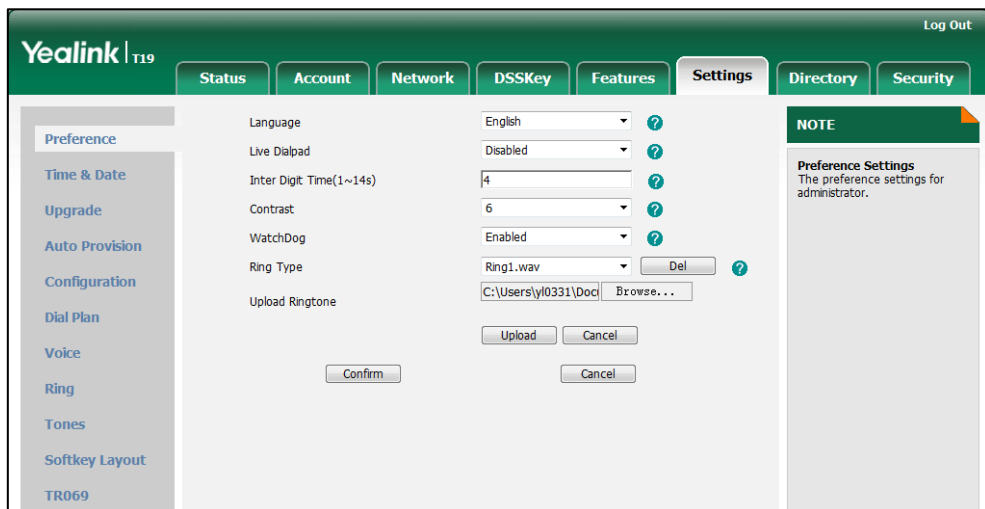 Log Out
Yealink | T19
Status Account Network DSSKey Features Settings Directory Security
Preference
Time & Date
Upgrade
Auto Provision
Configuration
Dial Plan
Voice
Ring
Tones
Softkey Layout
TR069
Language English ?
Live Dialpad Disabled ?
Inter Digit Time(1~14s) 4 ?
Contrast 6 ?
WatchDog Enabled ?
Ring Type Ring1.wav Del ?
Upload Ringtone C:\Users\yl0331\Doc Browse...
Upload Cancel
Confirm Cancel
NOTE
Preference Settings
The preference settings for
administrator.